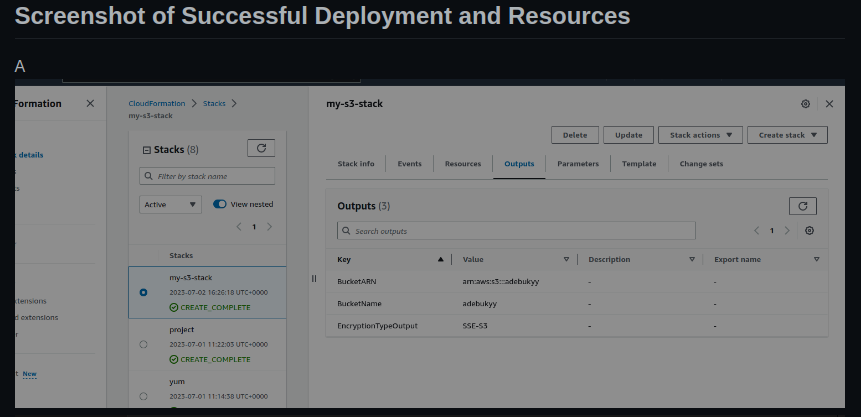 Screenshot of Successful Deployment and Resources
A
Formation
details
extensions
d extensions
New
CloudFormation > Stacks >
my-s3-stack
Stacks (8)
Filter by stack name
Active
View nested
1
Stacks
my-s3-stack
2023-07-02 16:26:18 UTC+0000
CREATE_COMPLETE
project
2023-07-01 11:22:03 UTC+0000
CREATE_COMPLETE
yum
2023-07-01 11:14:38 UTC+0000
my-s3-stack
Delete Update Stack actions Create stack
Stack info Events Resources Outputs Parameters Template Change sets
Outputs (3)
Search outputs
1
Key Value Description Export name
BucketARN arn:aws:s3:::adebukyy - -
BucketName adebukyy - -
EncryptionTypeOutput SSE-S3 - -